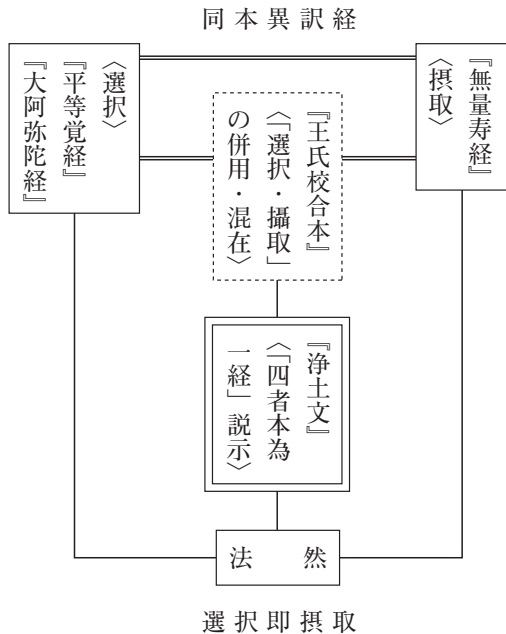 同本異訳経
『無量寿経』
〈摂取〉
『王氏校合本』
〈「選択・攝取」
の併用・混在〉
〈選択〉
『平等覚経』
『大阿弥陀経』
『浄土文』
〈「四者本為
一経」説示〉
法 然
選択即摂取